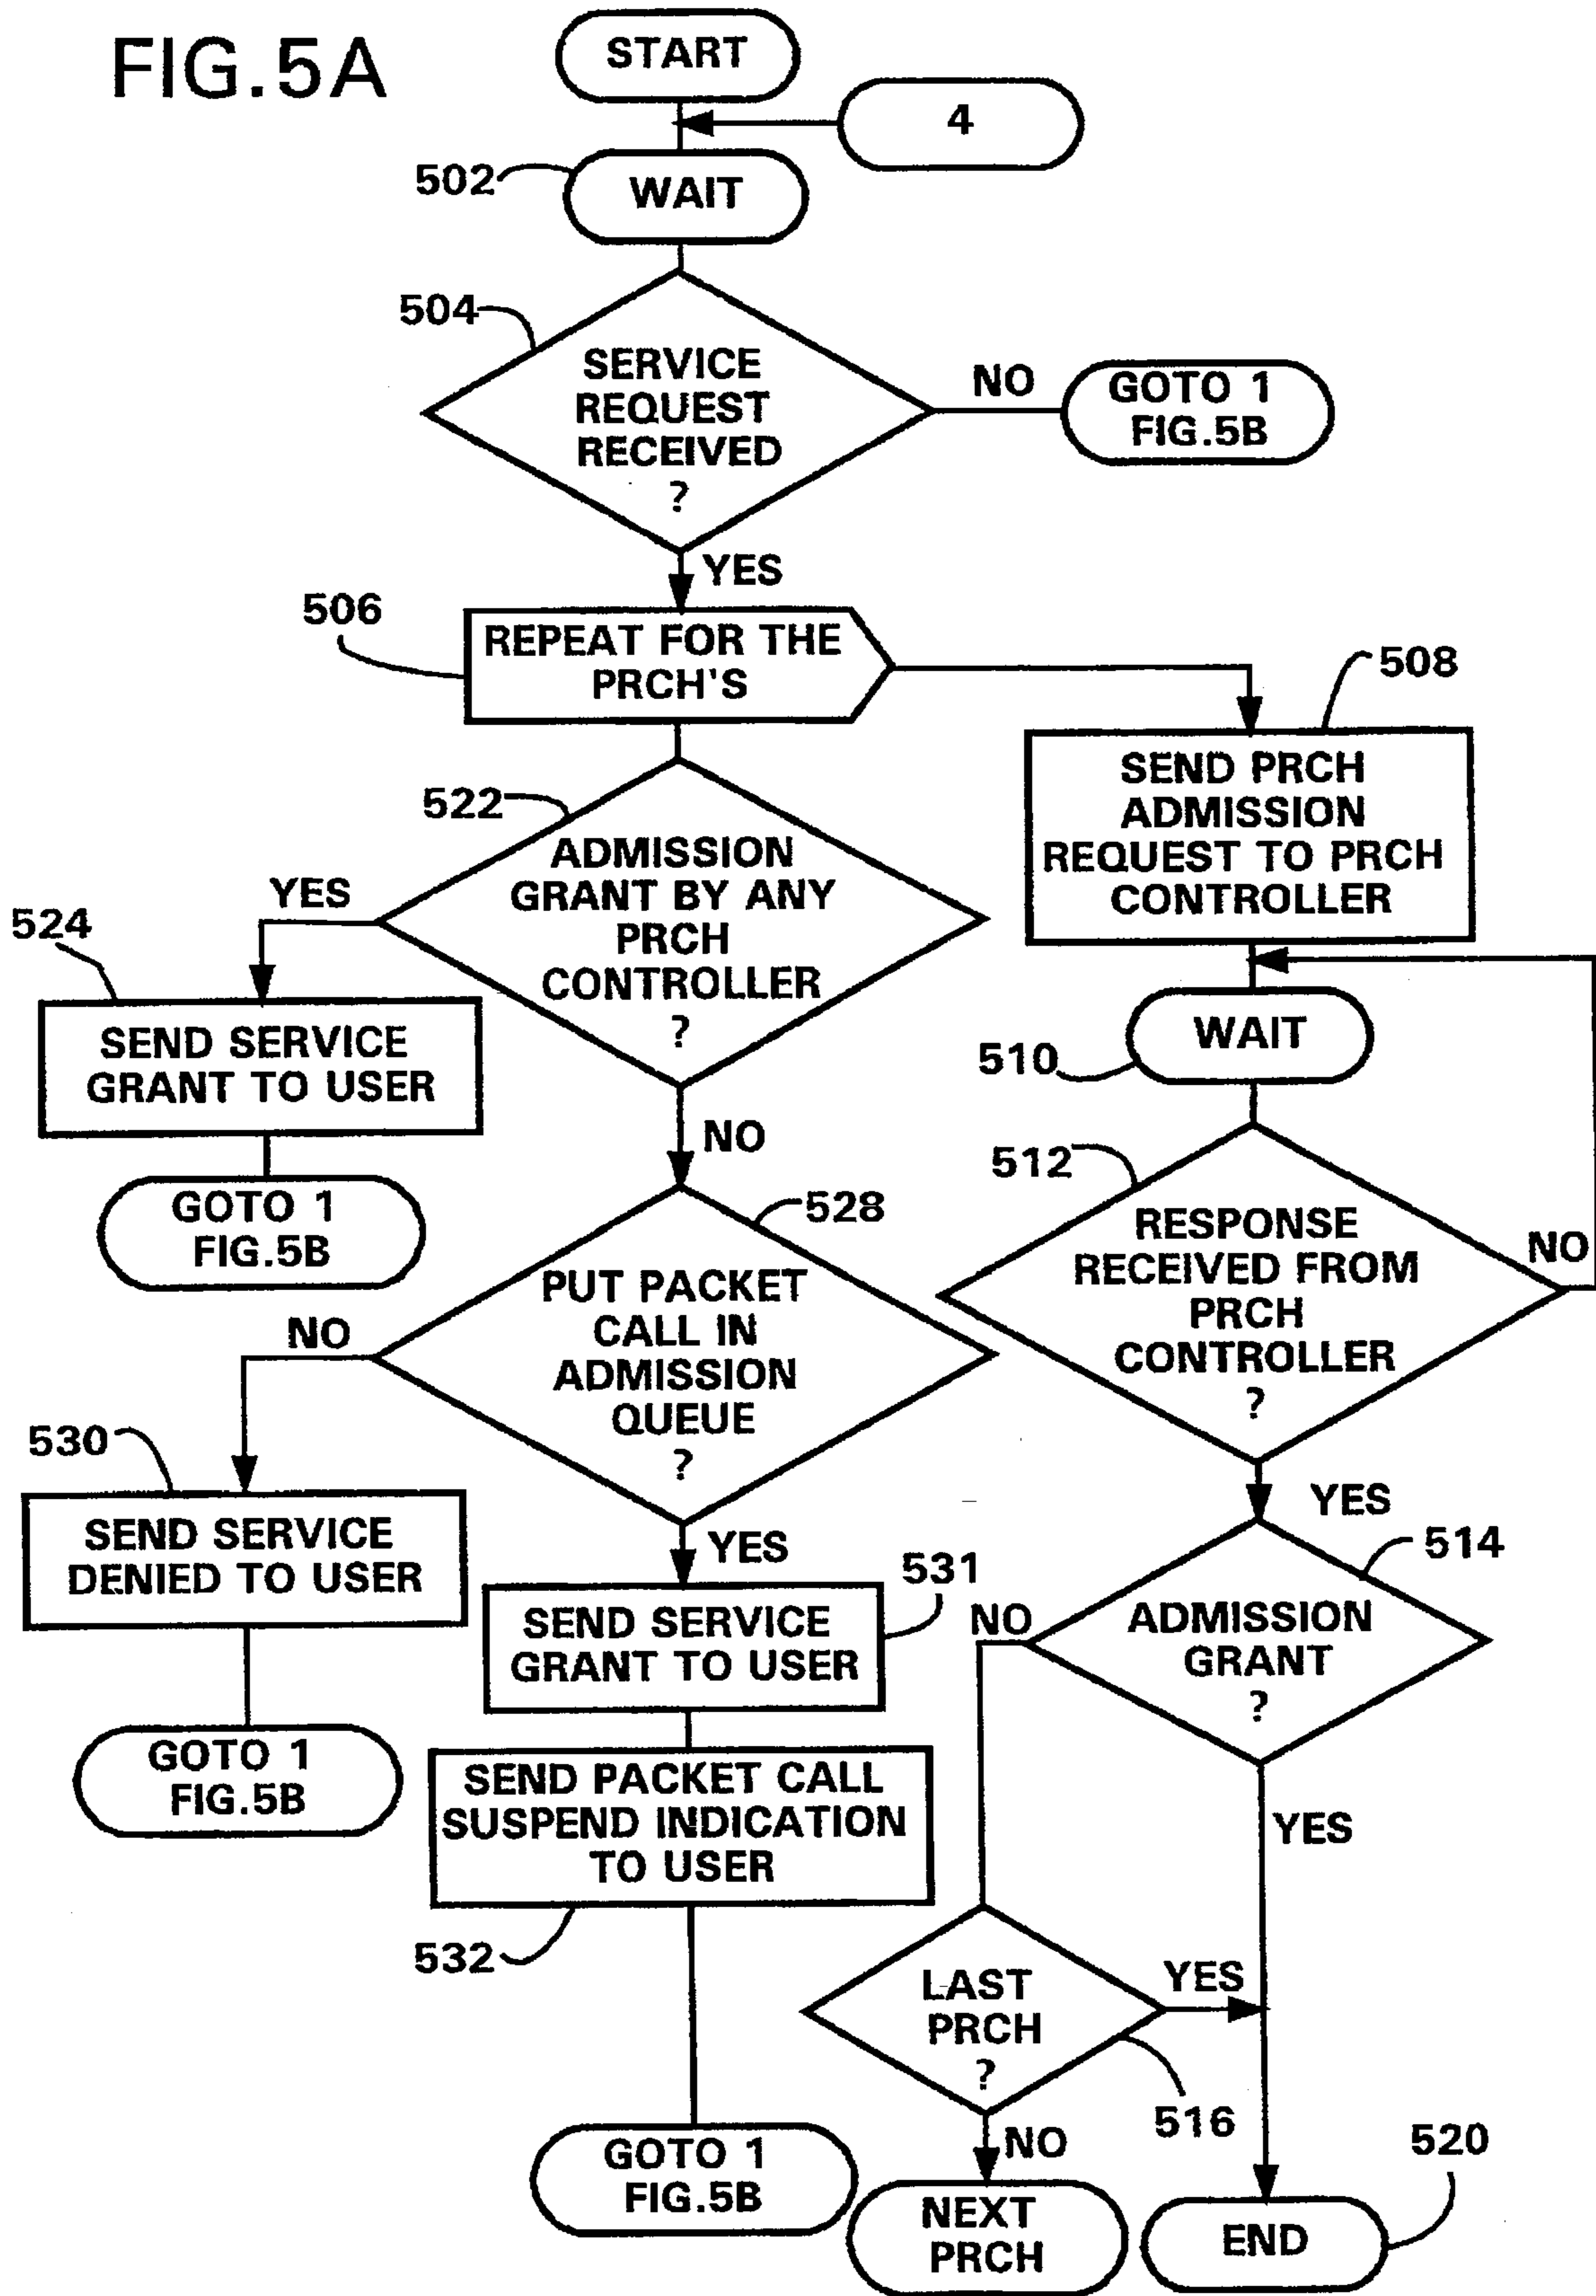 FIG.5A
START
4
502
WAIT
504
SERVICE
REQUEST
RECEIVED
?
NO
GOTO 1
FIG.5B
YES
506
REPEAT FOR THE
PRCH'S
508
SEND PRCH
ADMISSION
REQUEST TO PRCH
CONTROLLER
522
ADMISSION
GRANT BY ANY
PRCH
CONTROLLER
?
YES
524
SEND SERVICE
GRANT TO USER
GOTO 1
FIG.5B
NO
510
WAIT
512
RESPONSE
RECEIVED FROM
PRCH
CONTROLLER
?
NO
528
PUT PACKET
CALL IN
ADMISSION
QUEUE
?
NO
530
SEND SERVICE
DENIED TO USER
GOTO 1
FIG.5B
YES
531
SEND SERVICE
GRANT TO USER
SEND PACKET CALL
SUSPEND INDICATION
TO USER
532
GOTO 1
FIG.5B
YES
514
ADMISSION
GRANT
?
NO
YES
LAST
PRCH
?
YES
516
NO
NEXT
PRCH
520
END